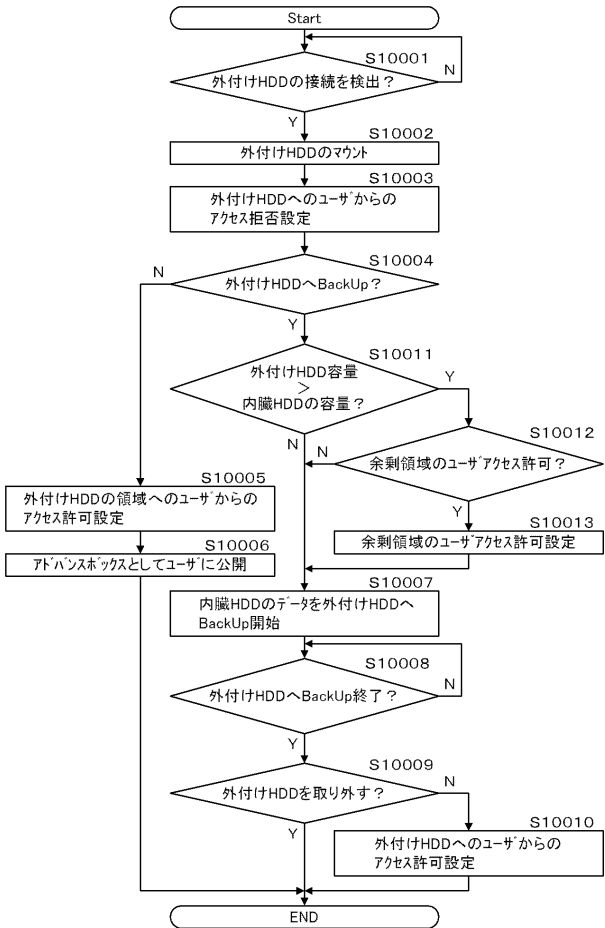 Start
S10001
外付けHDDの接続を検出?
N
Y
S10002
外付けHDDのマウント
S10003
外付けHDDへのユーザからの
アクセス拒否設定
S10004
N
外付けHDDへBackUp?
Y
S10011
外付けHDD容量
>
内臓HDDの容量?
Y
N
S10012
N
余剰領域のユーザアクセス許可?
Y
S10005
外付けHDDの領域へのユーザからの
アクセス許可設定
S10013
余剰領域のユーザアクセス許可設定
S10006
アドバンスボックスとしてユーザに公開
S10007
内臓HDDのデータを外付けHDDへ
BackUp開始
S10008
外付けHDDへBackUp終了?
N
Y
S10009
外付けHDDを取り外す?
N
Y
S10010
外付けHDDへのユーザからの
アクセス許可設定
END